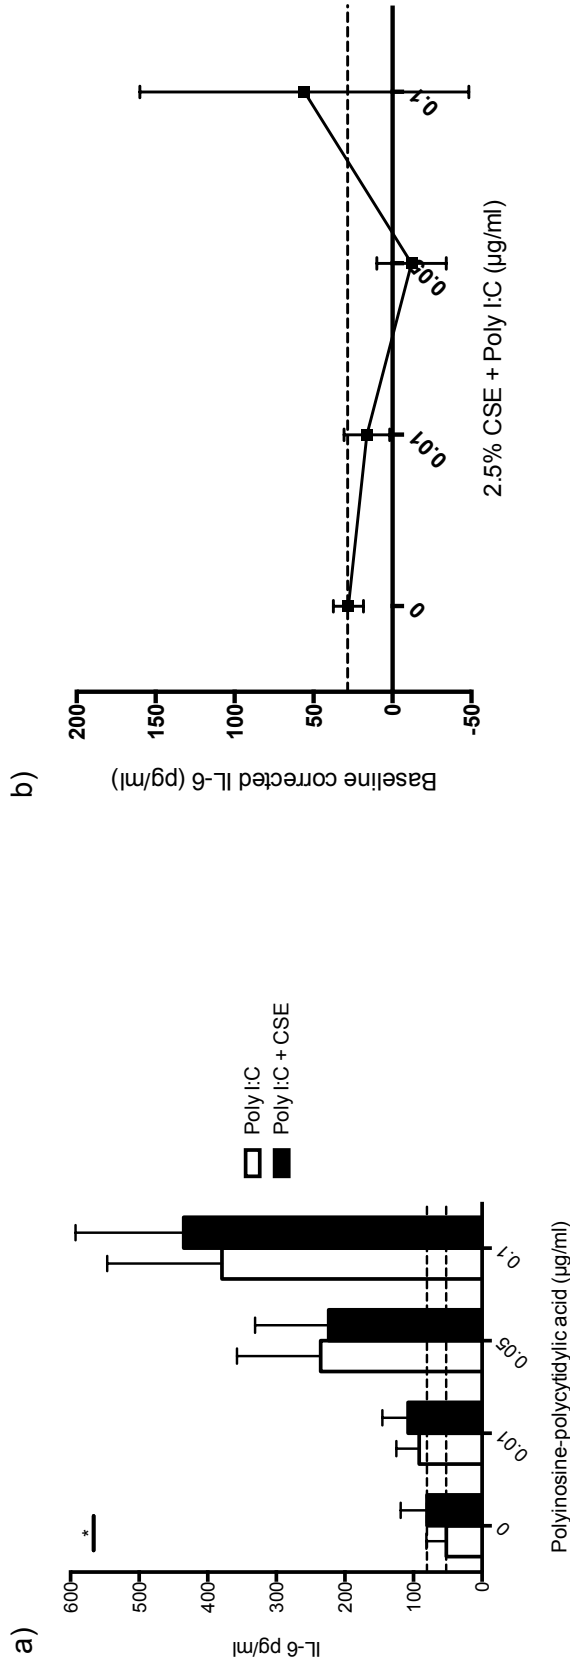 a)
600
500
400
300
200
100
0
IL-6 pg/ml
*
0
0.01
0.05
0.1
Polyinosine-polycytidylic acid (µg/ml)
Poly I:C
Poly I:C + CSE
b)
200
150
100
50
0
-50
Baseline corrected IL-6 (pg/ml)
0
0.01
0.05
0.1
2.5% CSE + Poly I:C (µg/ml)